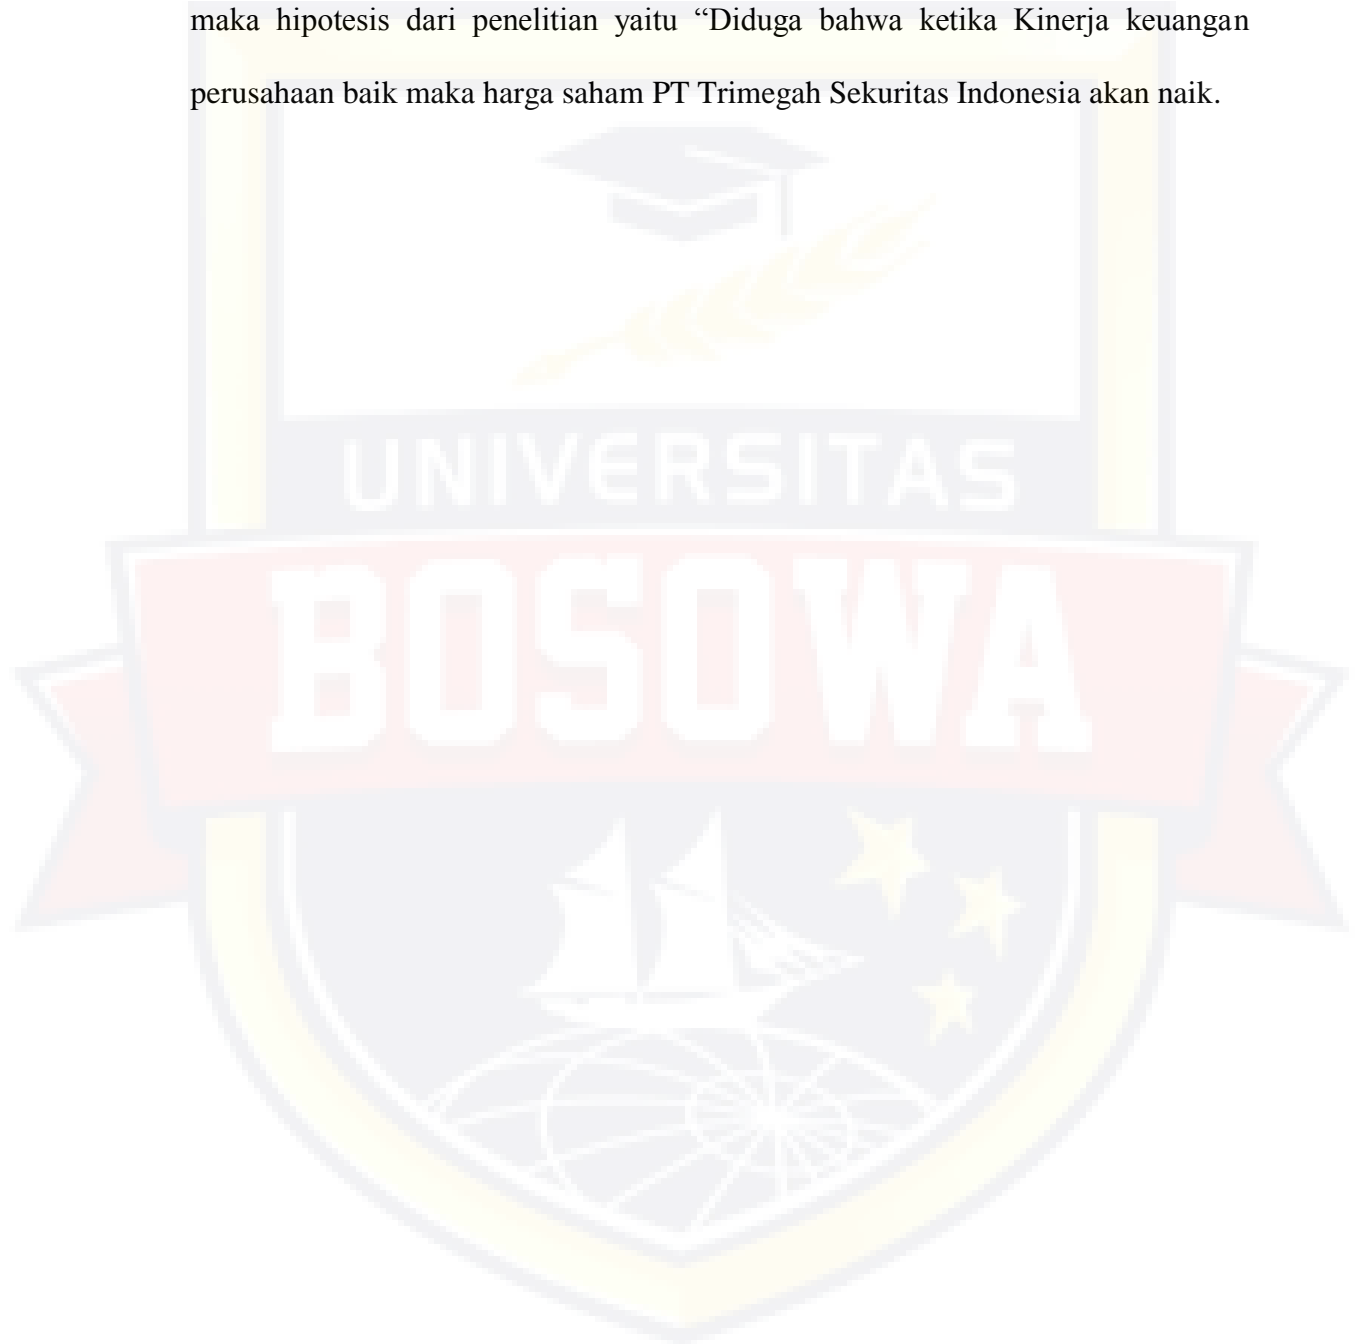 maka hipotesis dari penelitian yaitu “Diduga bahwa ketika Kinerja keuangan
perusahaan baik maka harga saham PT Trimegah Sekuritas Indonesia akan naik.
UNIVERSITAS
BOSOWA